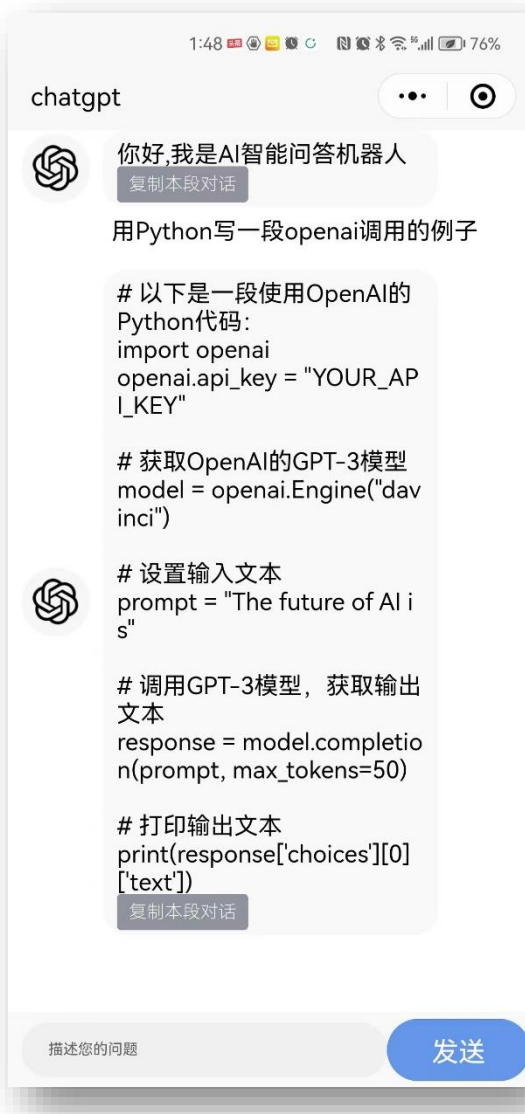 1:48 76%
chatgpt
你好,我是AI智能问答机器人
复制本段对话
用Python写一段openai调用的例子
# 以下是一段使用OpenAI的
Python代码:
import openai
openai.api_key = "YOUR_AP
I_KEY"
# 获取OpenAI的GPT-3模型
model = openai.Engine("dav
inci")
# 设置输入文本
prompt = "The future of AI i
s"
# 调用GPT-3模型，获取输出
文本
response = model.completio
n(prompt, max_tokens=50)
# 打印输出文本
print(response['choices'][0]
['text'])
复制本段对话
描述您的问题
发送